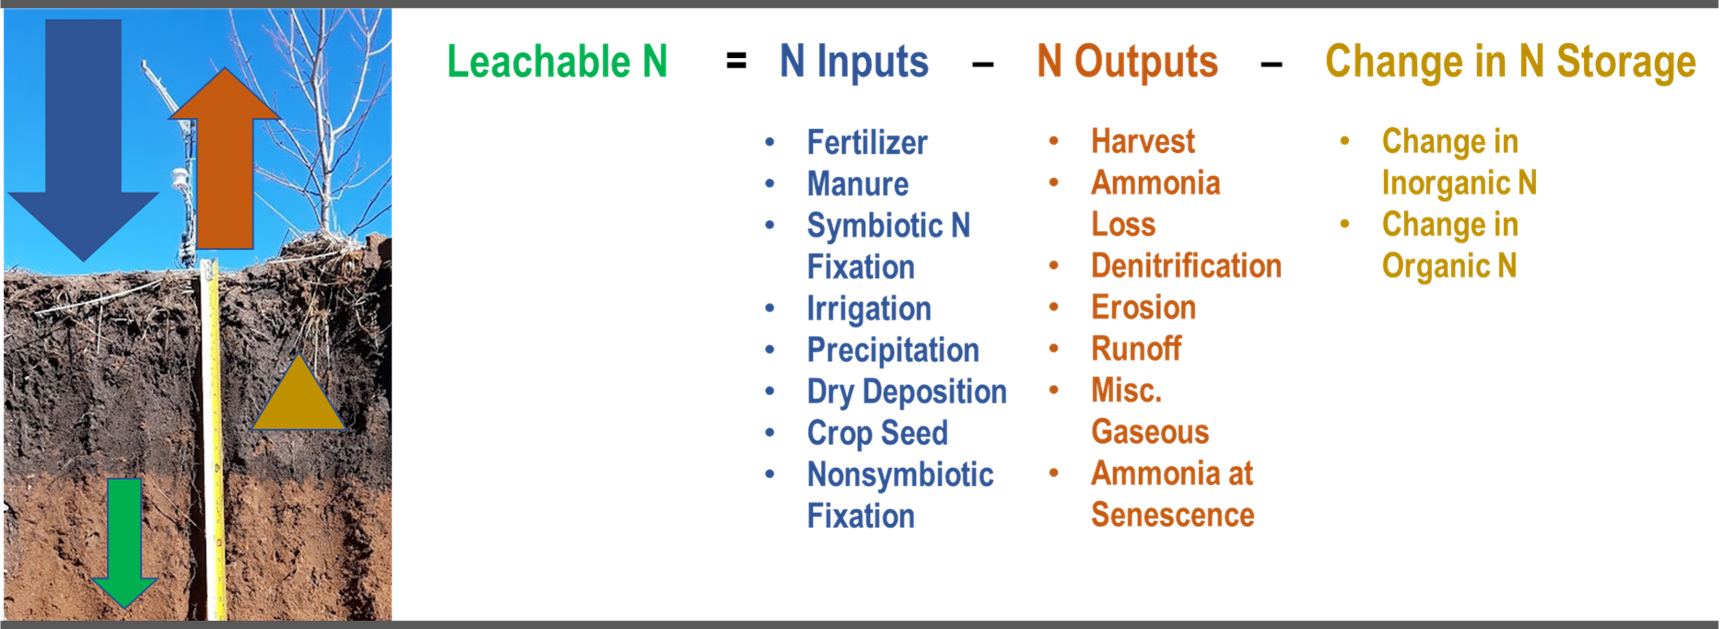 Leachable N = N Inputs – N Outputs – Change in N Storage
• Fertilizer
• Manure
• Symbiotic N
Fixation
• Irrigation
• Precipitation
• Dry Deposition
• Crop Seed
• Nonsymbiotic
Fixation
• Harvest
• Ammonia
Loss
• Denitrification
• Erosion
• Runoff
• Misc.
Gaseous
• Ammonia at
Senescence
• Change in
Inorganic N
• Change in
Organic N